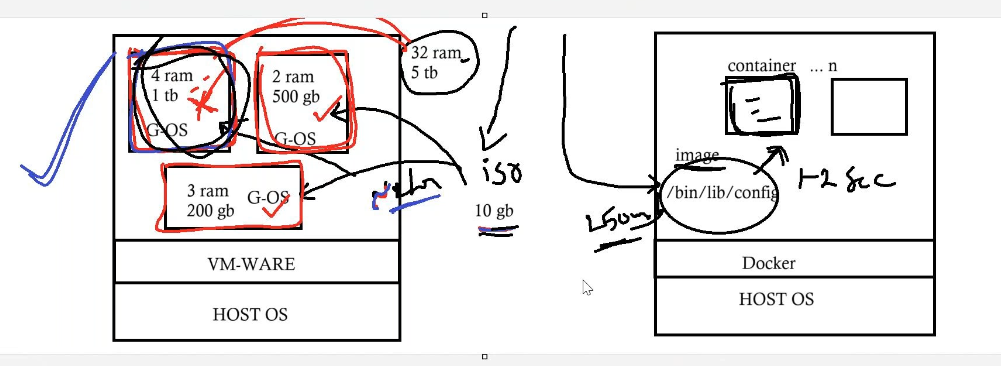 32 ram
5 tb
4 ram
1 tb
G-OS
2 ram
500 gb
G-OS
3 ram
200 gb
G-OS
iso
10 gb
VM-WARE
HOST OS
container ... n
image
/bin/lib/config
1-2 sec
Docker
HOST OS